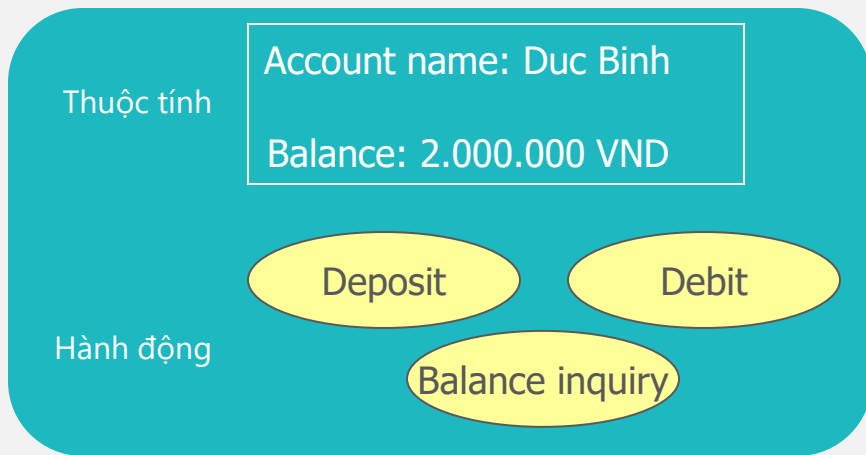 Thuộc tính
Account name: Duc Binh
Balance: 2.000.000 VND
Hành động
Deposit
Debit
Balance inquiry